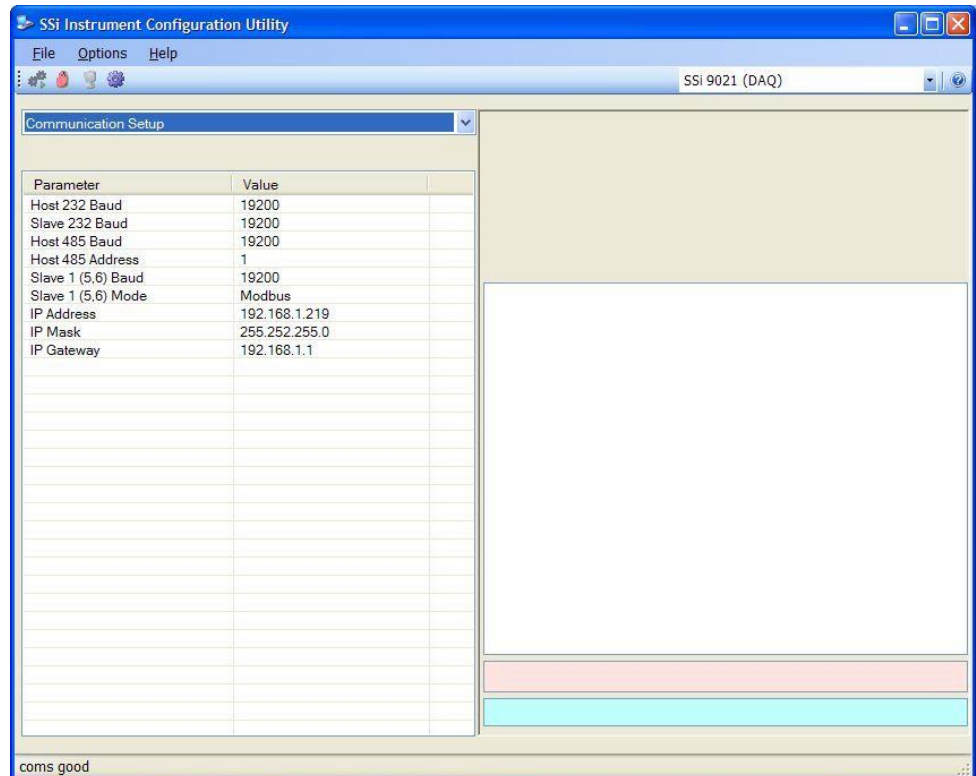 SSi Instrument Configuration Utility
File Options Help
SSi 9021 (DAQ)
Communication Setup
Parameter Value
Host 232 Baud 19200
Slave 232 Baud 19200
Host 485 Baud 19200
Host 485 Address 1
Slave 1 (5,6) Baud 19200
Slave 1 (5,6) Mode Modbus
IP Address 192.168.1.219
IP Mask 255.252.255.0
IP Gateway 192.168.1.1
coms good